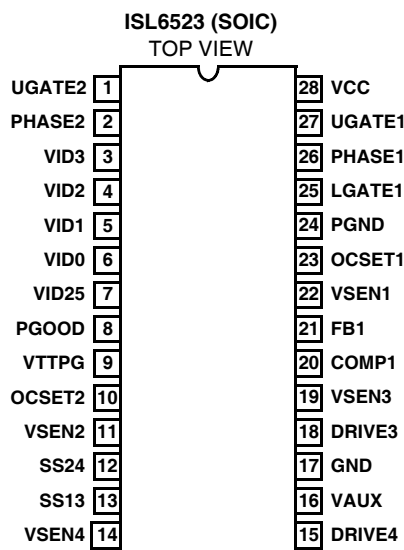 ISL6523 (SOIC)
TOP VIEW
UGATE2 1 28 VCC
PHASE2 2 27 UGATE1
VID3 3 26 PHASE1
VID2 4 25 LGATE1
VID1 5 24 PGND
VID0 6 23 OCSET1
VID25 7 22 VSEN1
PGOOD 8 21 FB1
VTTPG 9 20 COMP1
OCSET2 10 19 VSEN3
VSEN2 11 18 DRIVE3
SS24 12 17 GND
SS13 13 16 VAUX
VSEN4 14 15 DRIVE4